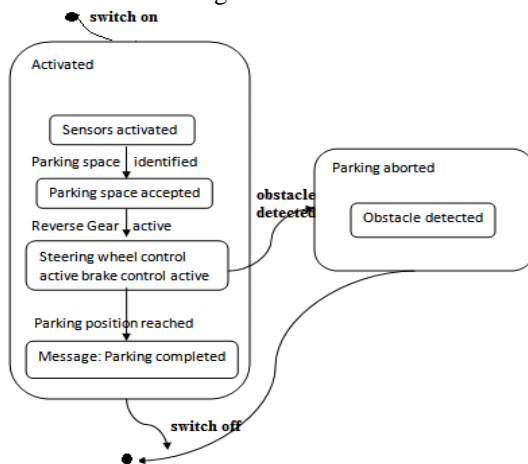 switch on
Activated
Sensors activated
Parking space identified
Parking space accepted
Reverse Gear active
Steering wheel control
active brake control active
Parking position reached
Message: Parking completed
obstacle
detected
Parking aborted
Obstacle detected
switch off